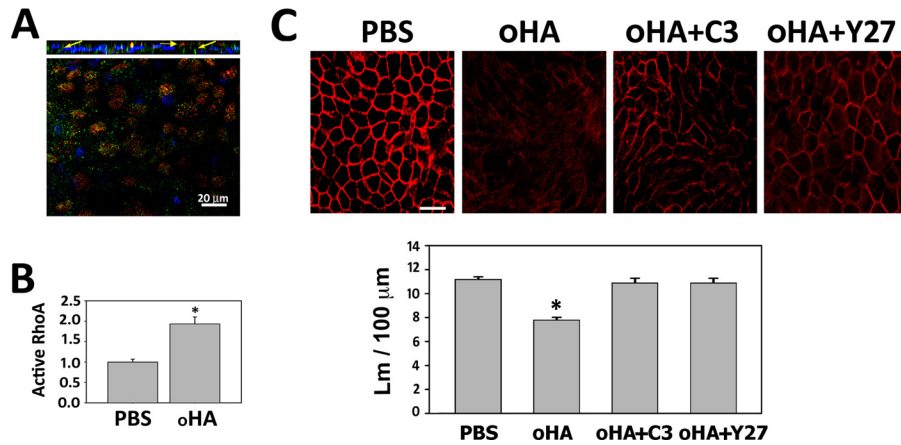 A
20 μm
B
Active RhoA
2.5
2.0
1.5
1.0
0.5
0.0
*
PBS
oHA
C
PBS
oHA
oHA+C3
oHA+Y27
Lm / 100 μm
14
12
10
8
6
4
2
0
*
PBS
oHA
oHA+C3
oHA+Y27